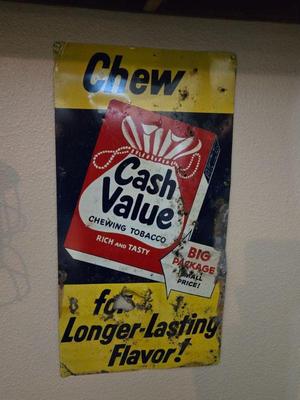 Chew
Cash
Value
CHEWING TOBACCO
RICH AND TASTY
BIG
PACKAGE
SMALL
PRICE!
for
Longer-Lasting
Flavor!